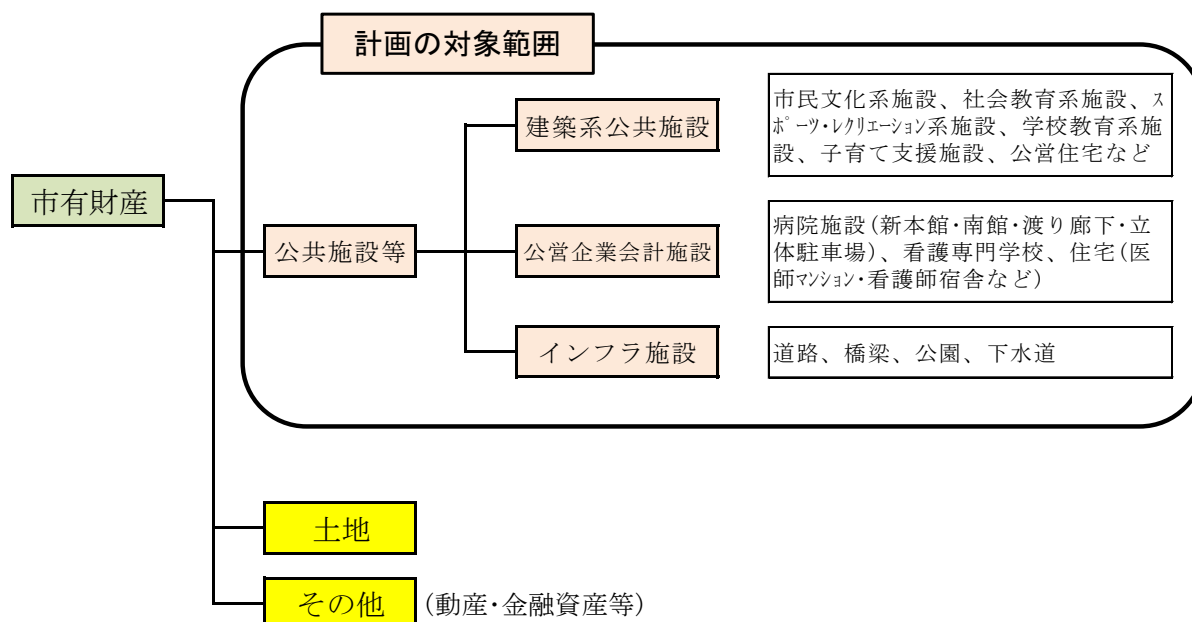 計画の対象範囲
建築系公共施設
市民文化系施設、社会教育系施設、ｽ
ﾎﾟｰﾂ・ﾚｸﾘｴｰｼｮﾝ系施設、学校教育系施
設、子育て支援施設、公営住宅など
市有財産
公共施設等
公営企業会計施設
病院施設(新本館・南館・渡り廊下・立
体駐車場)、看護専門学校、住宅(医
師ﾏﾝｼｮﾝ・看護師宿舎など)
インフラ施設
道路、橋梁、公園、下水道
土地
その他 (動産・金融資産等)